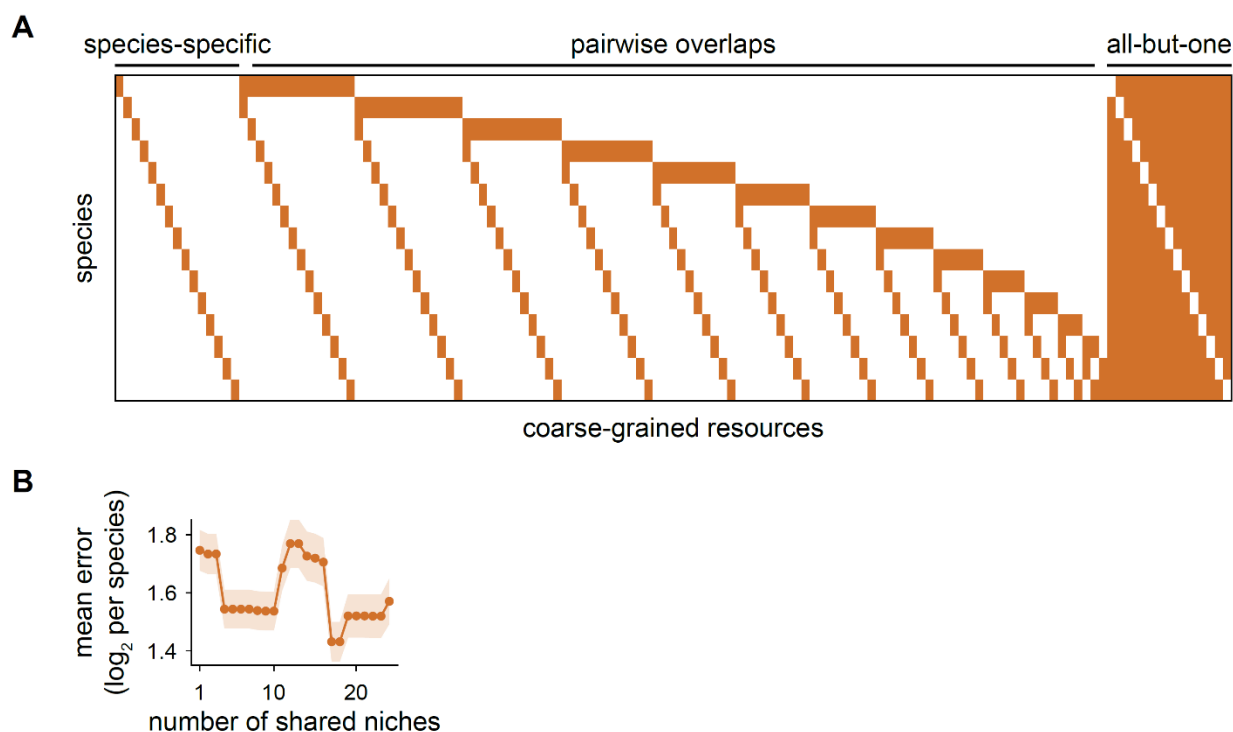 A
species-specific
pairwise overlaps
all-but-one
species
coarse-grained resources
B
mean error
(log₂ per species)
1.8
1.6
1.4
1
10
20
number of shared niches